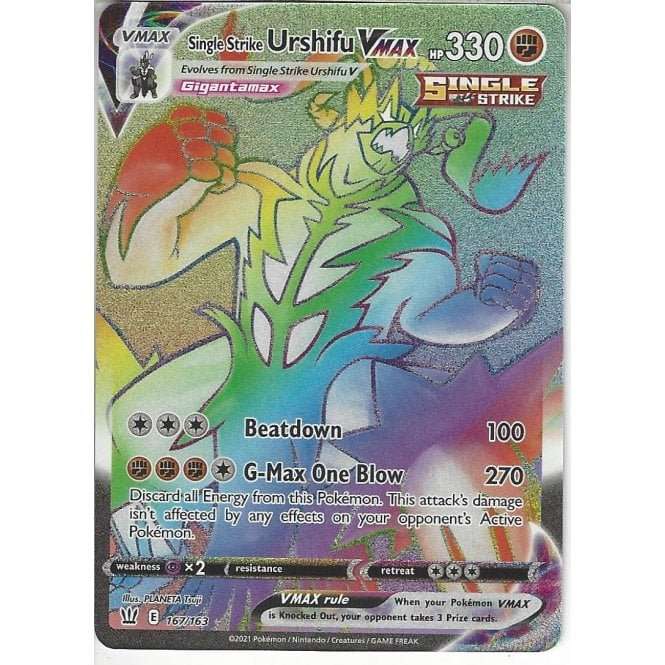 VMAX
Single Strike Urshifu VMAX HP 330
Evolves from Single Strike Urshifu V
Gigantamax
SINGLE
STRIKE
Beatdown 100
G-Max One Blow 270
Discard all Energy from this Pokémon. This attack's damage
isn't affected by any effects on your opponent's Active
Pokémon.
weakness ×2 resistance retreat
Illus. PLANETA Tsuji
VMAX rule When your Pokémon VMAX
is Knocked Out, your opponent takes 3 Prize cards.
E 167/163
©2021 Pokémon / Nintendo / Creatures / GAME FREAK